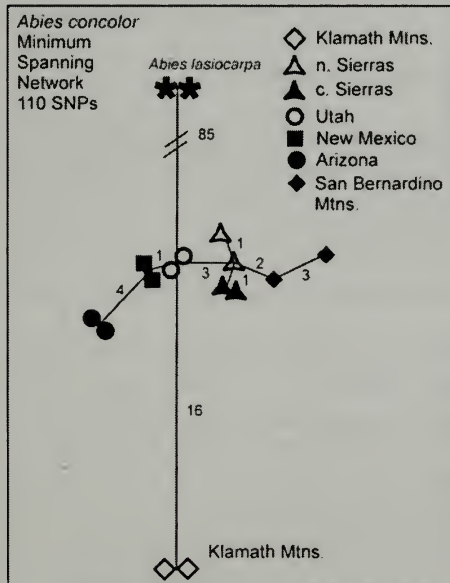 Abies concolor
Minimum
Spanning
Network
110 SNPs
Abies lasiocarpa
Klamath Mtns.
n. Sierras
c. Sierras
Utah
New Mexico
Arizona
San Bernardino
Mtns.
85
1
1
3
2
3
1
4
16
Klamath Mtns.